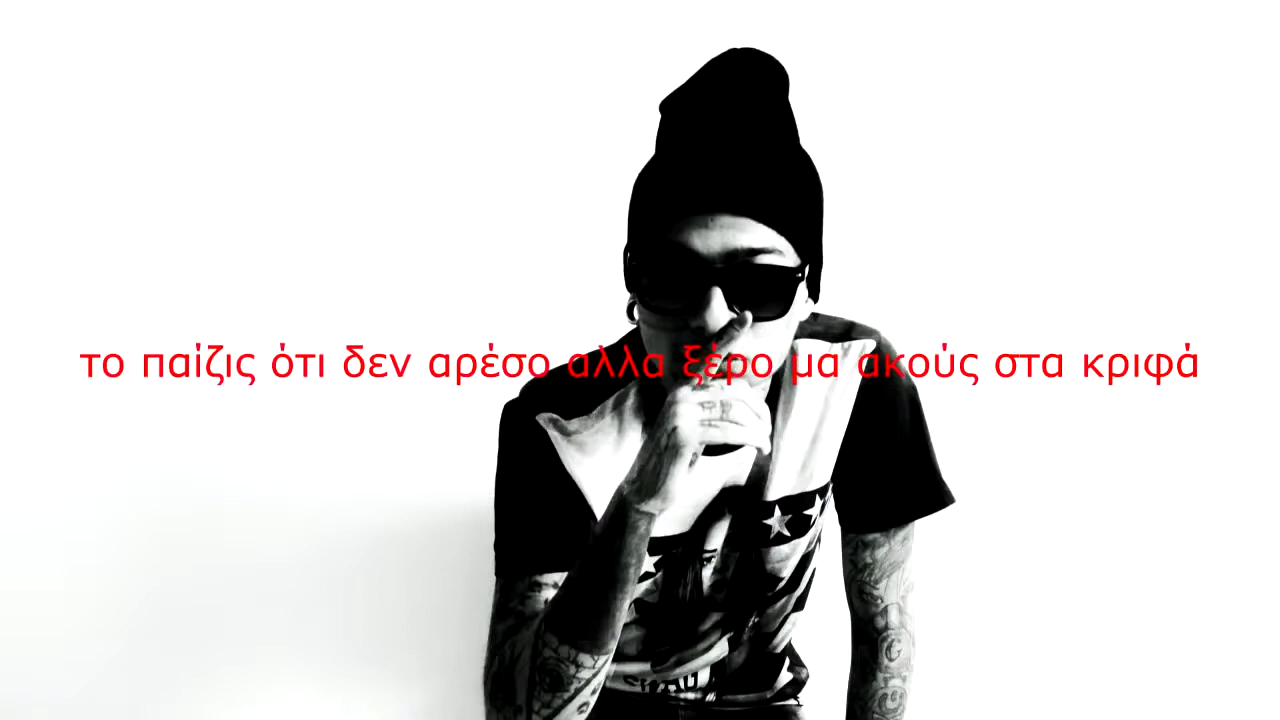 το παίζις ότι δεν αρέσο αλλα ξέρο μα ακούς στα κριφά